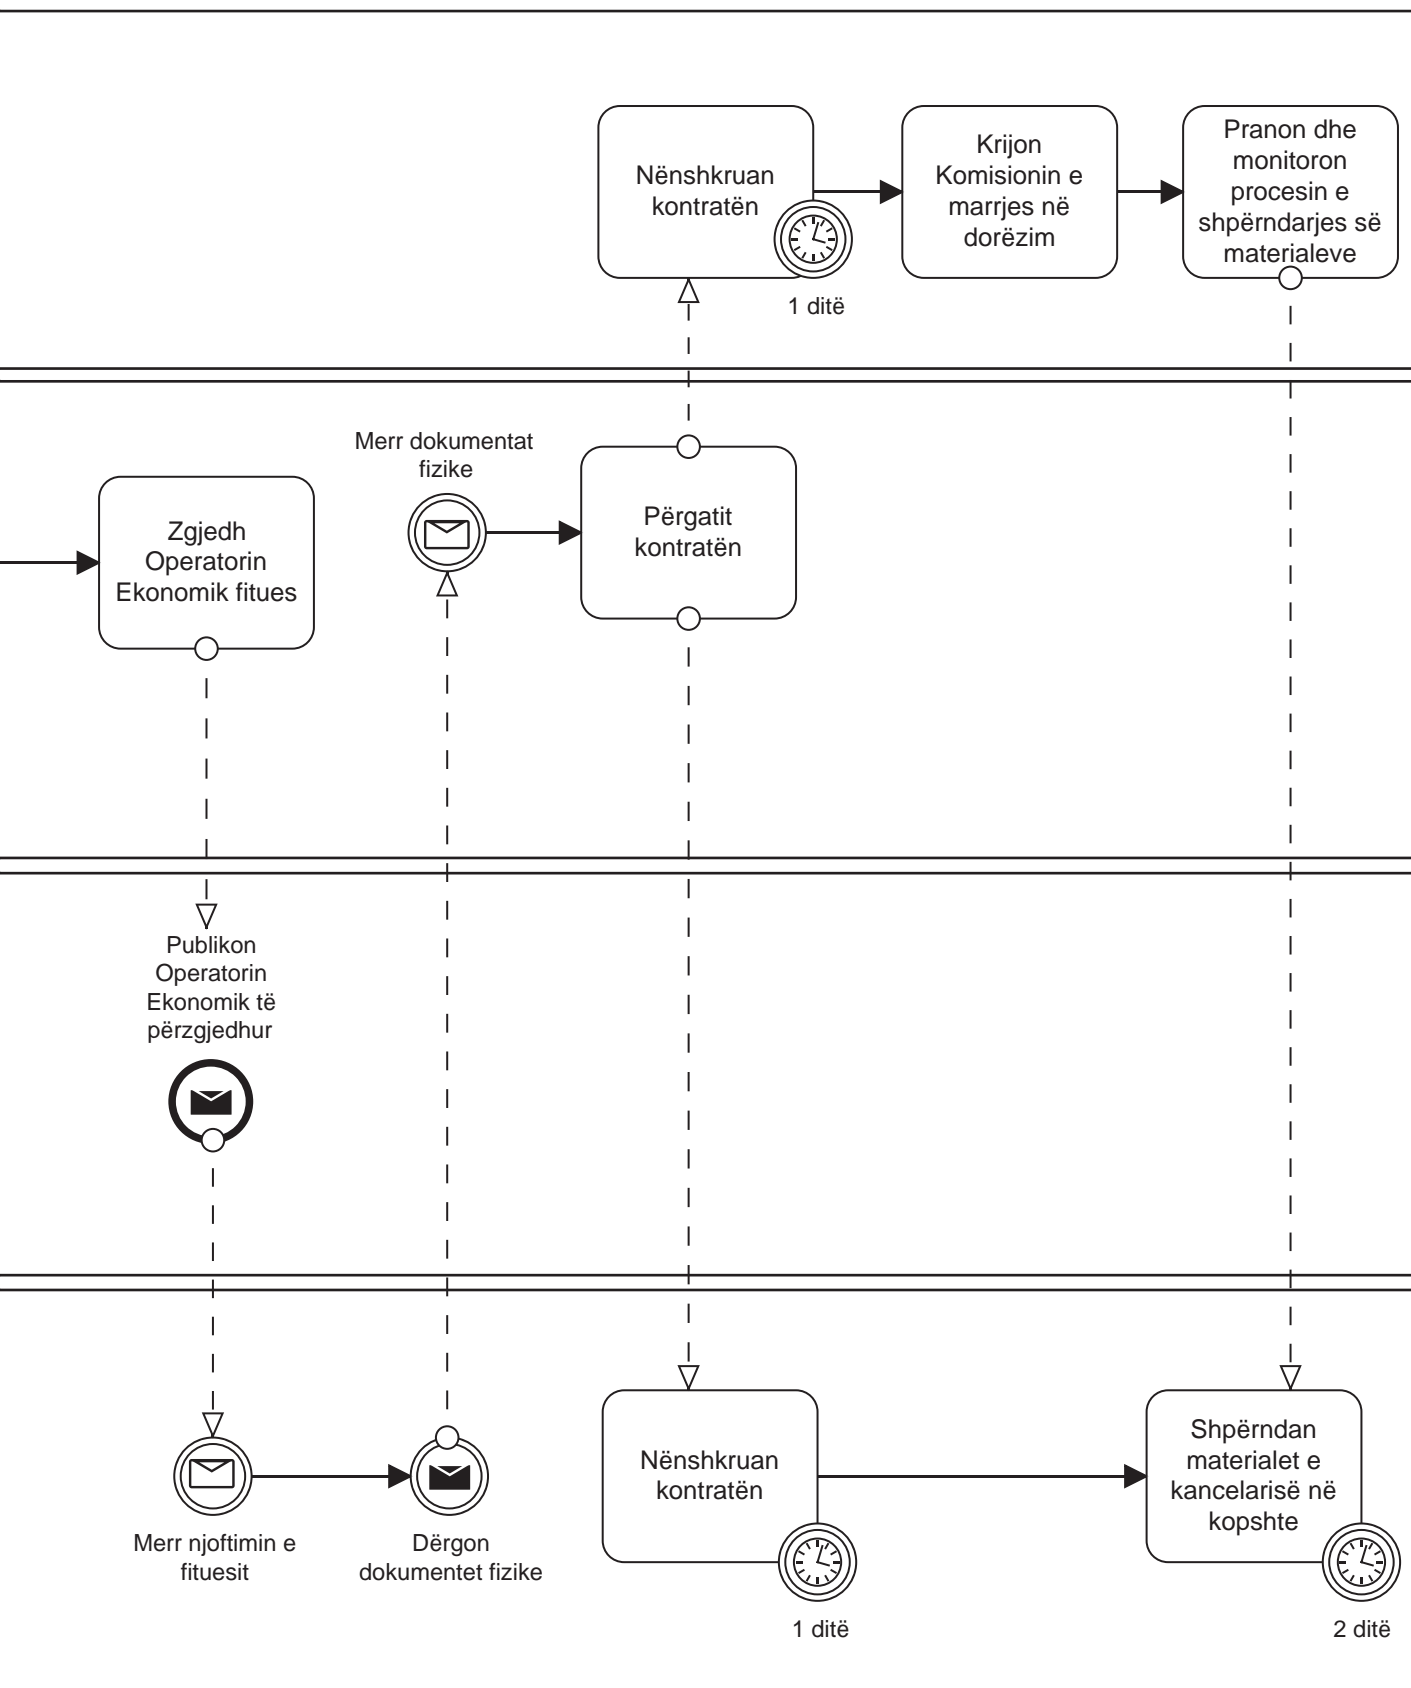 Nënshkruan
kontratën
1 ditë
Krijon
Komisionin e
marrjes në
dorëzim
Pranon dhe
monitoron
procesin e
shpërndarjes së
materialeve
Zgjedh
Operatorin
Ekonomik fitues
Merr dokumentat
fizike
Përgatit
kontratën
Publikon
Operatorin
Ekonomik të
përzgjedhur
Merr njoftimin e
fituesit
Dërgon
dokumentet fizike
Nënshkruan
kontratën
1 ditë
Shpërndan
materialet e
kancelarisë në
kopshte
2 ditë